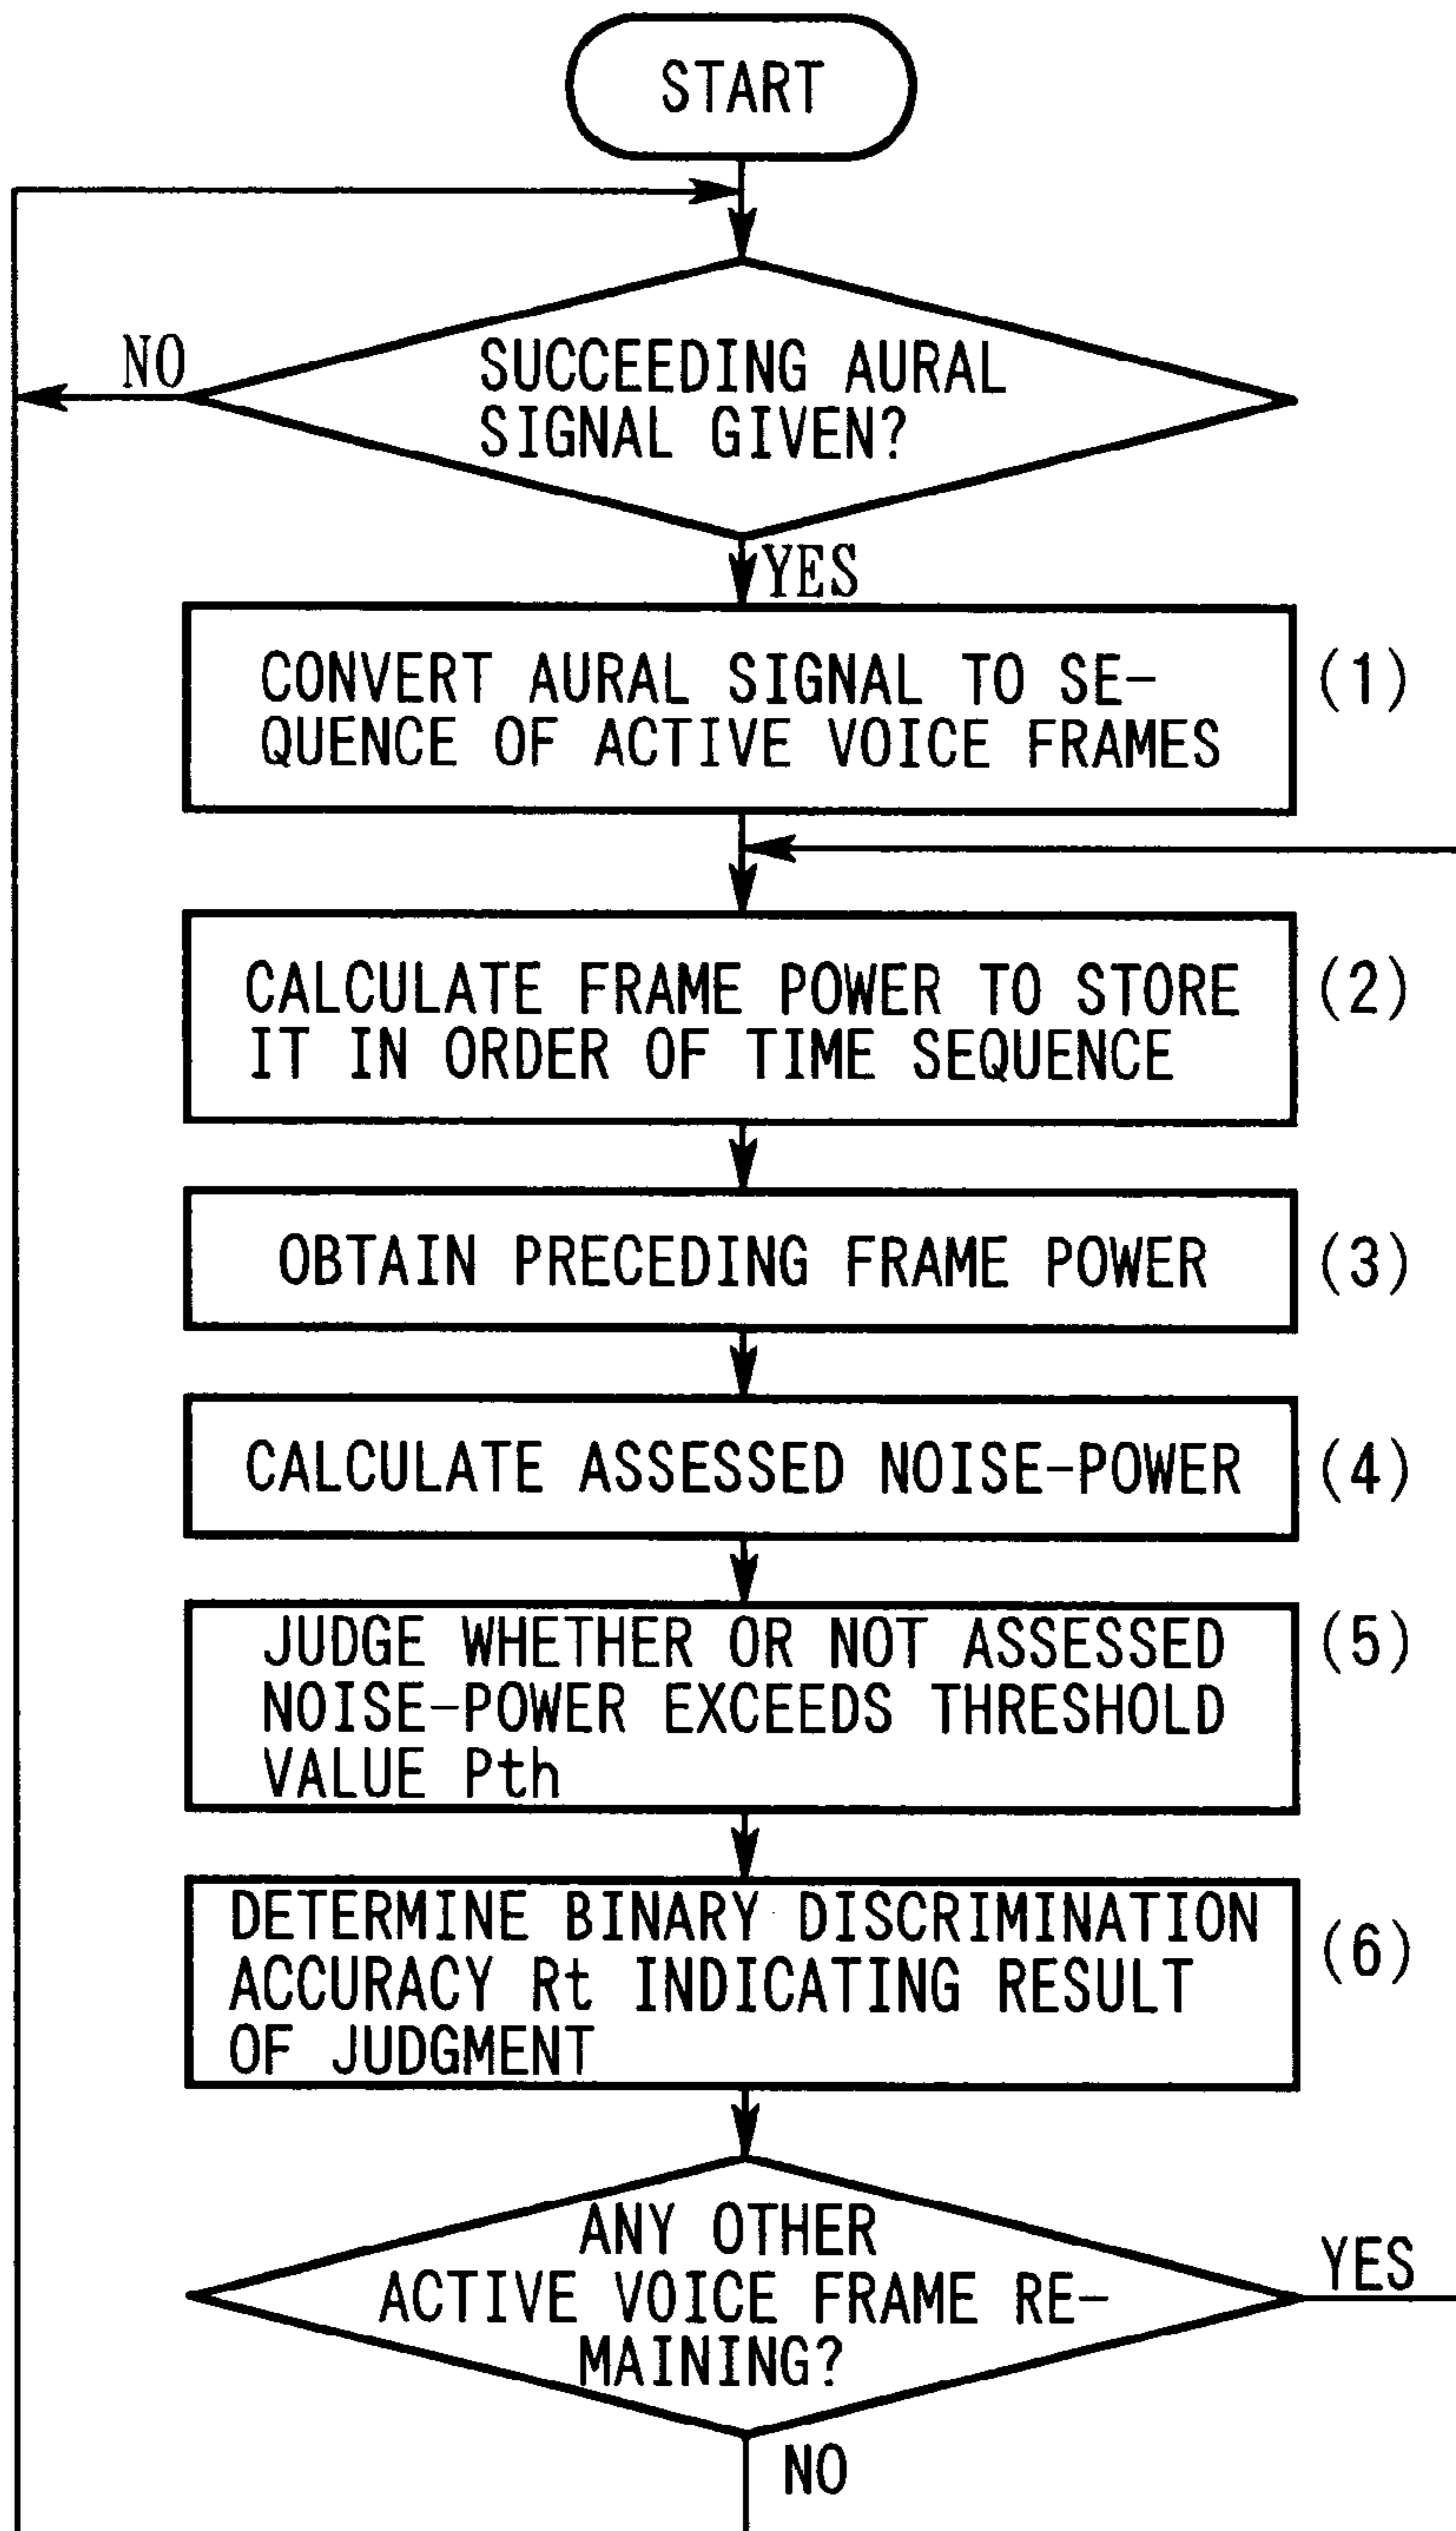 START
NO
SUCCEEDING AURAL
SIGNAL GIVEN?
YES
CONVERT AURAL SIGNAL TO SE-
QUENCE OF ACTIVE VOICE FRAMES
(1)
CALCULATE FRAME POWER TO STORE
IT IN ORDER OF TIME SEQUENCE
(2)
OBTAIN PRECEDING FRAME POWER
(3)
CALCULATE ASSESSED NOISE-POWER
(4)
JUDGE WHETHER OR NOT ASSESSED
NOISE-POWER EXCEEDS THRESHOLD
VALUE Pth
(5)
DETERMINE BINARY DISCRIMINATION
ACCURACY Rt INDICATING RESULT
OF JUDGMENT
(6)
ANY OTHER
ACTIVE VOICE FRAME RE-
MAINING?
YES
NO